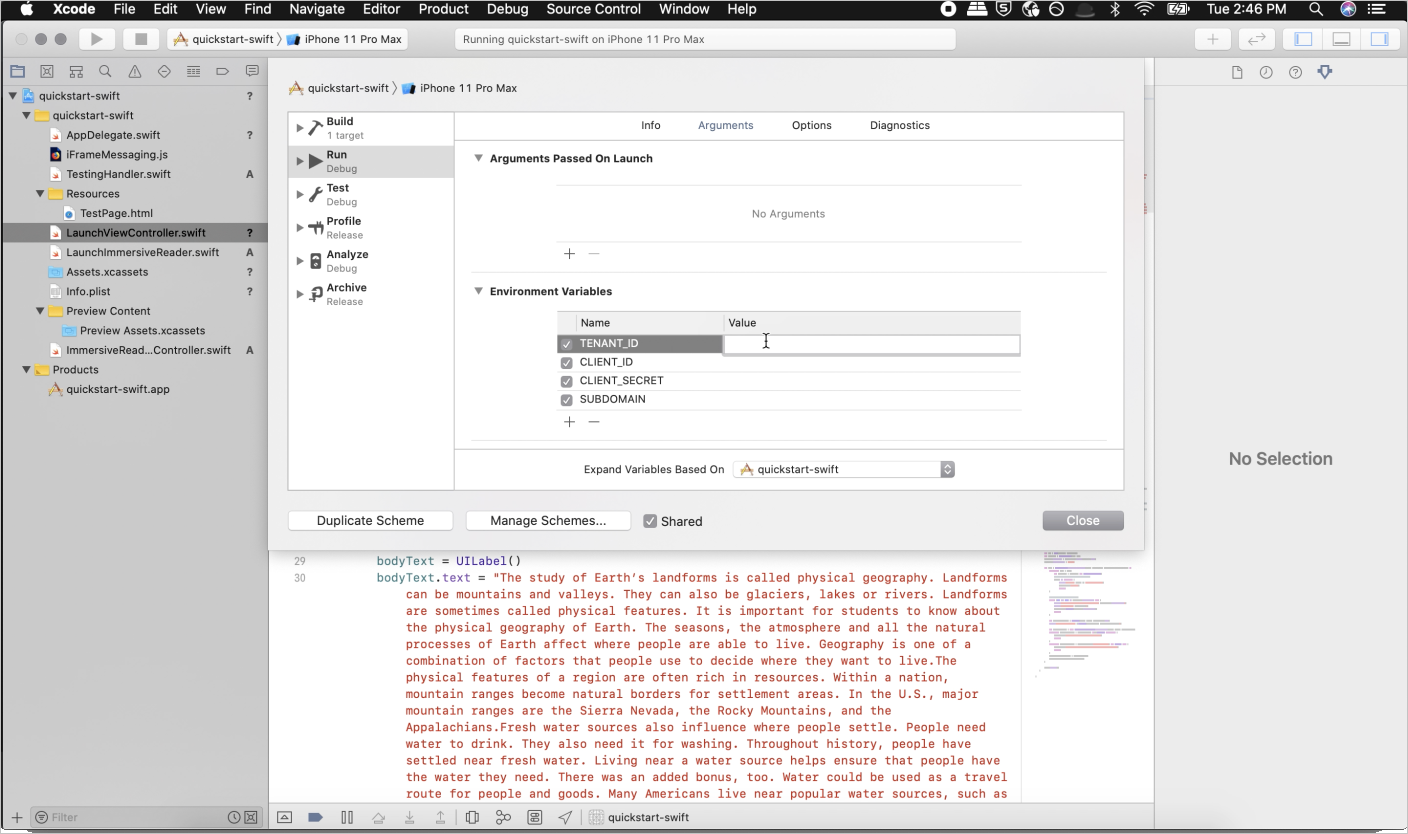 Xcode File Edit View Find Navigate Editor Product Debug Source Control Window Help Tue 2:46 PM
quickstart-swift iPhone 11 Pro Max Running quickstart-swift on iPhone 11 Pro Max
quickstart-swift ?
quickstart-swift
AppDelegate.swift ?
iFrameMessaging.js
TestingHandler.swift A
Resources
TestPage.html
LaunchViewController.swift ?
LaunchImmersiveReader.swift A
Assets.xcassets ?
Info.plist ?
Preview Content
Preview Assets.xcassets
ImmersiveRead...Controller.swift A
Products
quickstart-swift.app
Filter
quickstart-swift iPhone 11 Pro Max
Build
1 target
Run
Debug
Test
Debug
Profile
Release
Analyze
Debug
Archive
Release
Info Arguments Options Diagnostics
Arguments Passed On Launch
No Arguments
Environment Variables
Name Value
TENANT_ID
CLIENT_ID
CLIENT_SECRET
SUBDOMAIN
Expand Variables Based On quickstart-swift
Duplicate Scheme Manage Schemes... Shared Close
No Selection
29 bodyText = UILabel()
30 bodyText.text = "The study of Earth's landforms is called physical geography. Landforms
can be mountains and valleys. They can also be glaciers, lakes or rivers. Landforms
are sometimes called physical features. It is important for students to know about
the physical geography of Earth. The seasons, the atmosphere and all the natural
processes of Earth affect where people are able to live. Geography is one of a
combination of factors that people use to decide where they want to live.The
physical features of a region are often rich in resources. Within a nation,
mountain ranges become natural borders for settlement areas. In the U.S., major
mountain ranges are the Sierra Nevada, the Rocky Mountains, and the
Appalachians.Fresh water sources also influence where people settle. People need
water to drink. They also need it for washing. Throughout history, people have
settled near fresh water. Living near a water source helps ensure that people have
the water they need. There was an added bonus, too. Water could be used as a travel
route for people and goods. Many Americans live near popular water sources, such as
quickstart-swift